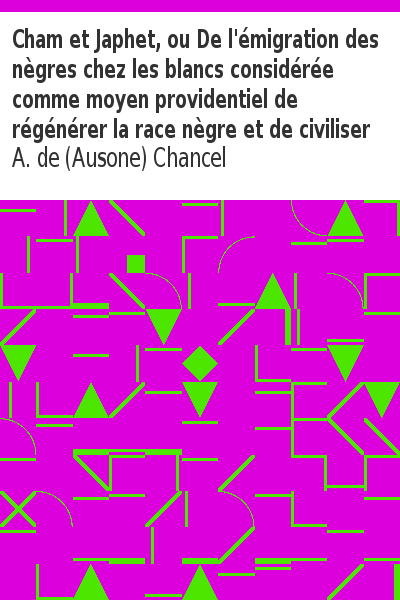 Cham et Japhet, ou De l'émigration des
nègres chez les blancs considérée
comme moyen providentiel de
régénérer la race nègre et de civiliser
A. de (Ausone) Chancel